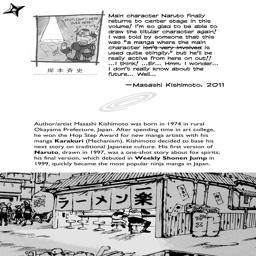 Main character Naruto finally
returns to center stage in this
volume! I'm so glad to be able to
draw the titular character again!
I was told by someone that this
was "a manga where the main
character isn't very involved is
used quite stingily," but he'll be
really active from here on out!!
...I think! ...Er... Hmm. I wonder...
I don't really know about the
future... Well...
岸本斉史
—Masashi Kishimoto, 2011
Author/artist Masashi Kishimoto was born in 1974 in rural
Okayama Prefecture, Japan. After spending time in art college,
he won the Hop Step Award for new manga artists with his
manga Karakuri (Mechanism). Kishimoto decided to base his
next story on traditional Japanese culture. His first version of
Naruto, drawn in 1997, was a one-shot story about fox spirits;
his final version, which debuted in Weekly Shonen Jump in
1999, quickly became the most popular ninja manga in Japan.
ラーメン楽